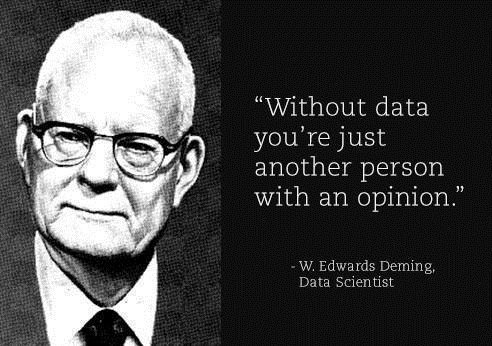 “Without data
you’re just
another person
with an opinion.”
- W. Edwards Deming,
Data Scientist